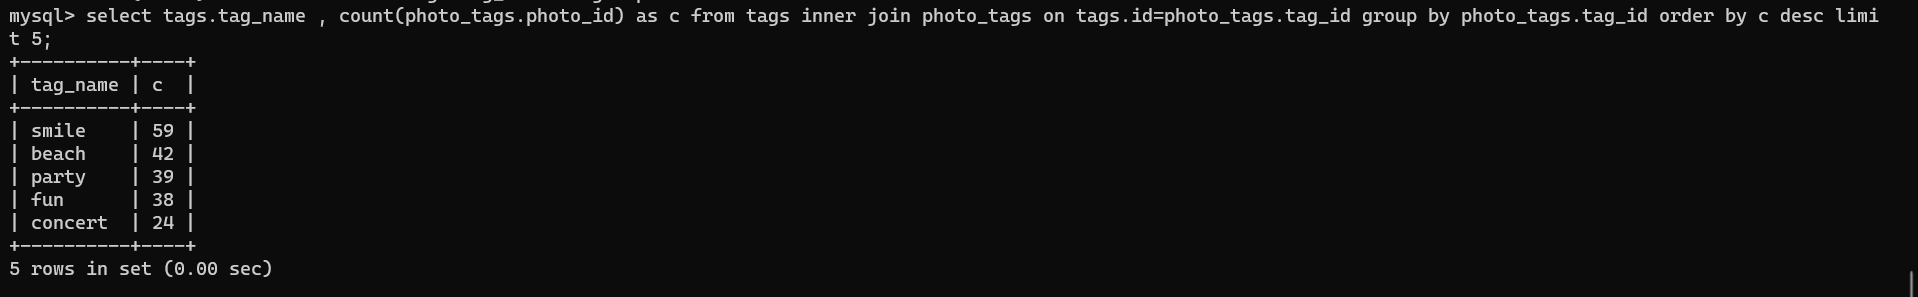 mysql> select tags.tag_name , count(photo_tags.photo_id) as c from tags inner join photo_tags on tags.id=photo_tags.tag_id group by photo_tags.tag_id order by c desc limi
t 5;
+----------+----+
| tag_name | c  |
+----------+----+
| smile    | 59 |
| beach    | 42 |
| party    | 39 |
| fun      | 38 |
| concert  | 24 |
+----------+----+
5 rows in set (0.00 sec)